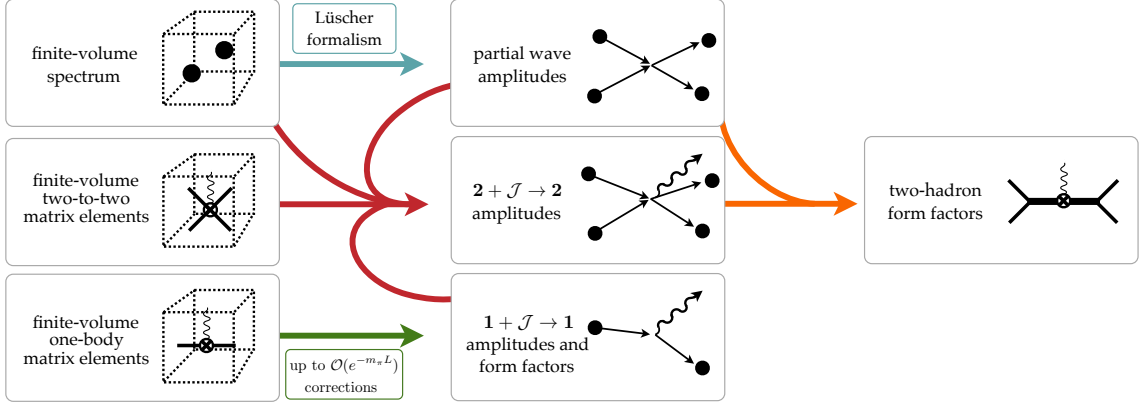 finite-volume
spectrum
Lüscher
formalism
partial wave
amplitudes
finite-volume
two-to-two
matrix elements
2 + 𝒥 → 2
amplitudes
two-hadron
form factors
finite-volume
one-body
matrix elements
up to 𝒪(e^{−m_π L})
corrections
1 + 𝒥 → 1
amplitudes and
form factors